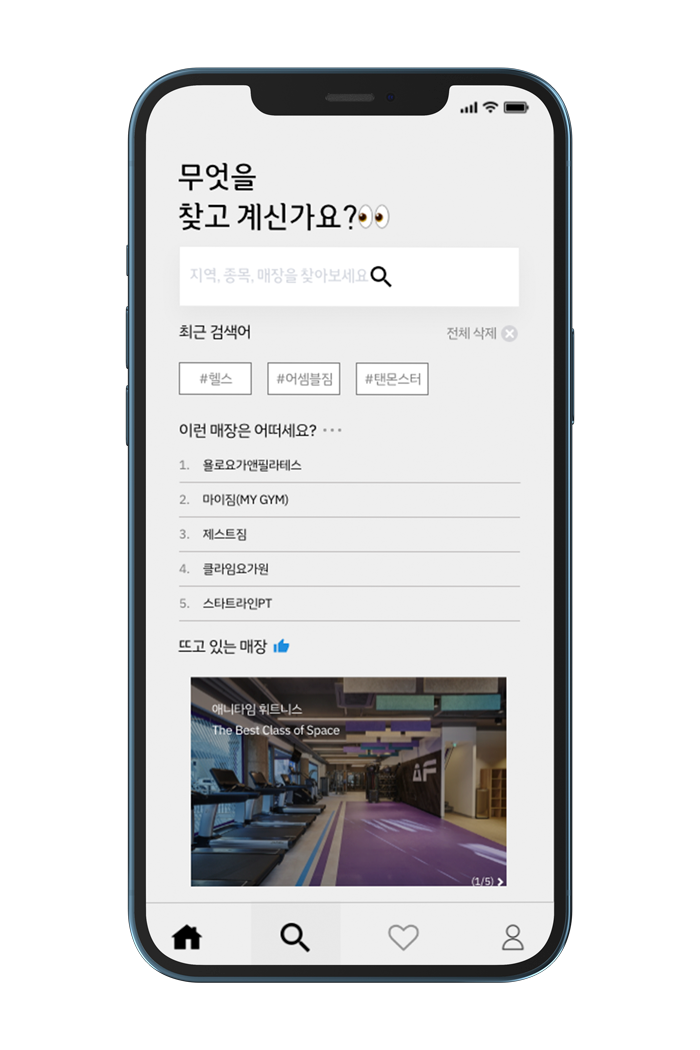 무엇을
찾고 계신가요?👀
지역, 종목, 매장을 찾아보세요
최근 검색어 전체 삭제
#헬스 #어셈블짐 #탠몬스터
이런 매장은 어떠세요? •••
1. 욜로요가앤필라테스
2. 마이짐(MY GYM)
3. 제스트짐
4. 클라임요가원
5. 스타트라인PT
뜨고 있는 매장
애니타임 휘트니스
The Best Class of Space
AF
(1/5)